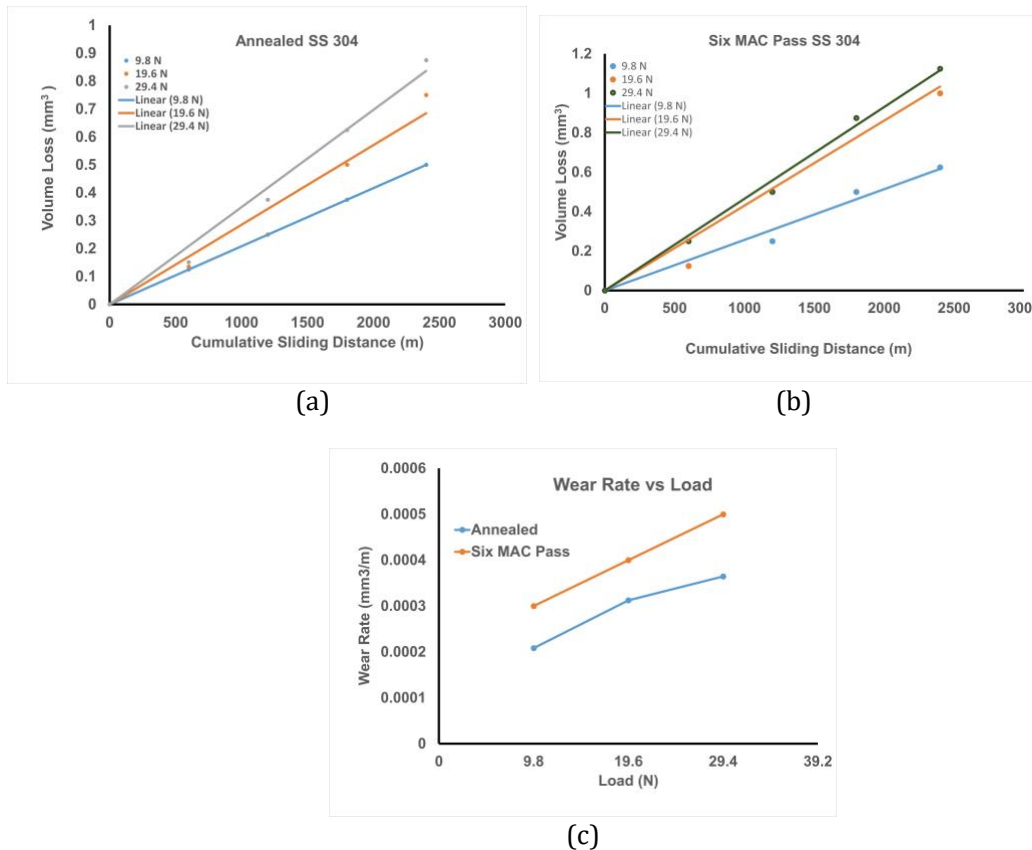 Annealed SS 304
9.8 N
19.6 N
29.4 N
Linear (9.8 N)
Linear (19.6 N)
Linear (29.4 N)
Volume Loss (mm³)
1
0.9
0.8
0.7
0.6
0.5
0.4
0.3
0.2
0.1
0
0 500 1000 1500 2000 2500 3000
Cumulative Sliding Distance (m)
(a)
Six MAC Pass SS 304
9.8 N
19.6 N
29.4 N
Linear (9.8 N)
Linear (19.6 N)
Linear (29.4 N)
Volume Loss (mm³)
1.2
1
0.8
0.6
0.4
0.2
0
0 500 1000 1500 2000 2500 300
Cumulative Sliding Distance (m)
(b)
Wear Rate vs Load
Annealed
Six MAC Pass
Wear Rate (mm3/m)
0.0006
0.0005
0.0004
0.0003
0.0002
0.0001
0
0 9.8 19.6 29.4 39.2
Load (N)
(c)